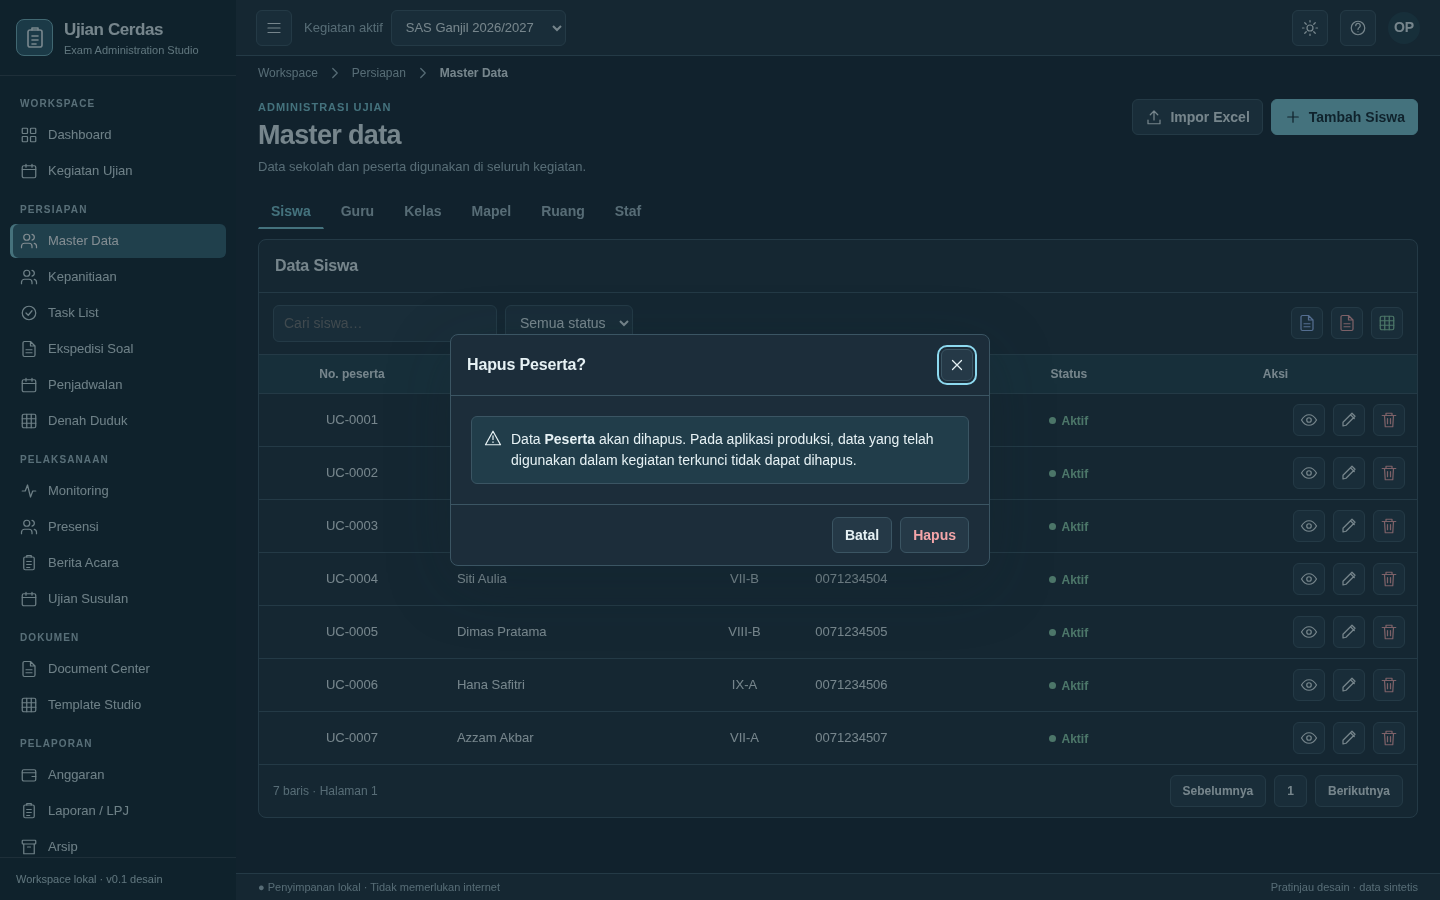 Ujian Cerdas
Exam Administration Studio
WORKSPACE
Dashboard
Kegiatan Ujian
PERSIAPAN
Master Data
Kepanitiaan
Task List
Ekspedisi Soal
Penjadwalan
Denah Duduk
PELAKSANAAN
Monitoring
Presensi
Berita Acara
Ujian Susulan
DOKUMEN
Document Center
Template Studio
PELAPORAN
Anggaran
Laporan / LPJ
Arsip
Workspace lokal · v0.1 desain
Kegiatan aktif SAS Ganjil 2026/2027
OP
Workspace Persiapan Master Data
ADMINISTRASI UJIAN
Master data
Data sekolah dan peserta digunakan di seluruh kegiatan.
Impor Excel
Tambah Siswa
Siswa Guru Kelas Mapel Ruang Staf
Data Siswa
Cari siswa… Semua status
No. peserta Status Aksi
UC-0001 Aktif
UC-0002 Aktif
UC-0003 Aktif
UC-0004 Siti Aulia VII-B 0071234504 Aktif
UC-0005 Dimas Pratama VIII-B 0071234505 Aktif
UC-0006 Hana Safitri IX-A 0071234506 Aktif
UC-0007 Azzam Akbar VII-A 0071234507 Aktif
7 baris · Halaman 1
Sebelumnya 1 Berikutnya
Hapus Peserta?
Data Peserta akan dihapus. Pada aplikasi produksi, data yang telah
digunakan dalam kegiatan terkunci tidak dapat dihapus.
Batal Hapus
● Penyimpanan lokal · Tidak memerlukan internet
Pratinjau desain · data sintetis